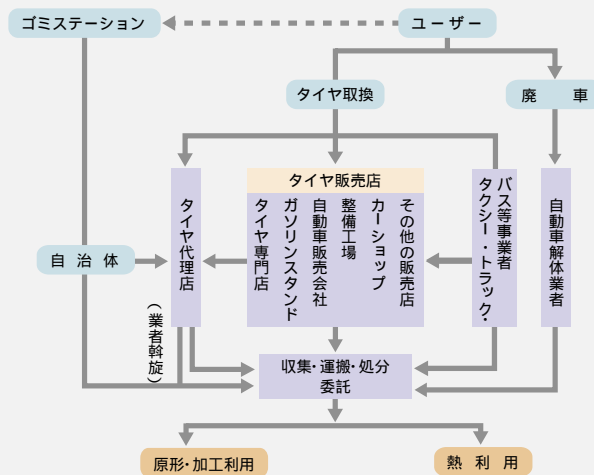 ゴミステーション
ユーザー
タイヤ取換
廃車
タイヤ販売店
タイヤ代理店
タイヤ専門店
ガソリンスタンド
自動車販売会社
整備工場
カーショップ
その他の販売店
バス等事業者
タクシー・トラック・
自動車解体業者
自治体
(業者斡旋)
収集・運搬・処分
委託
原形・加工利用
熱利用